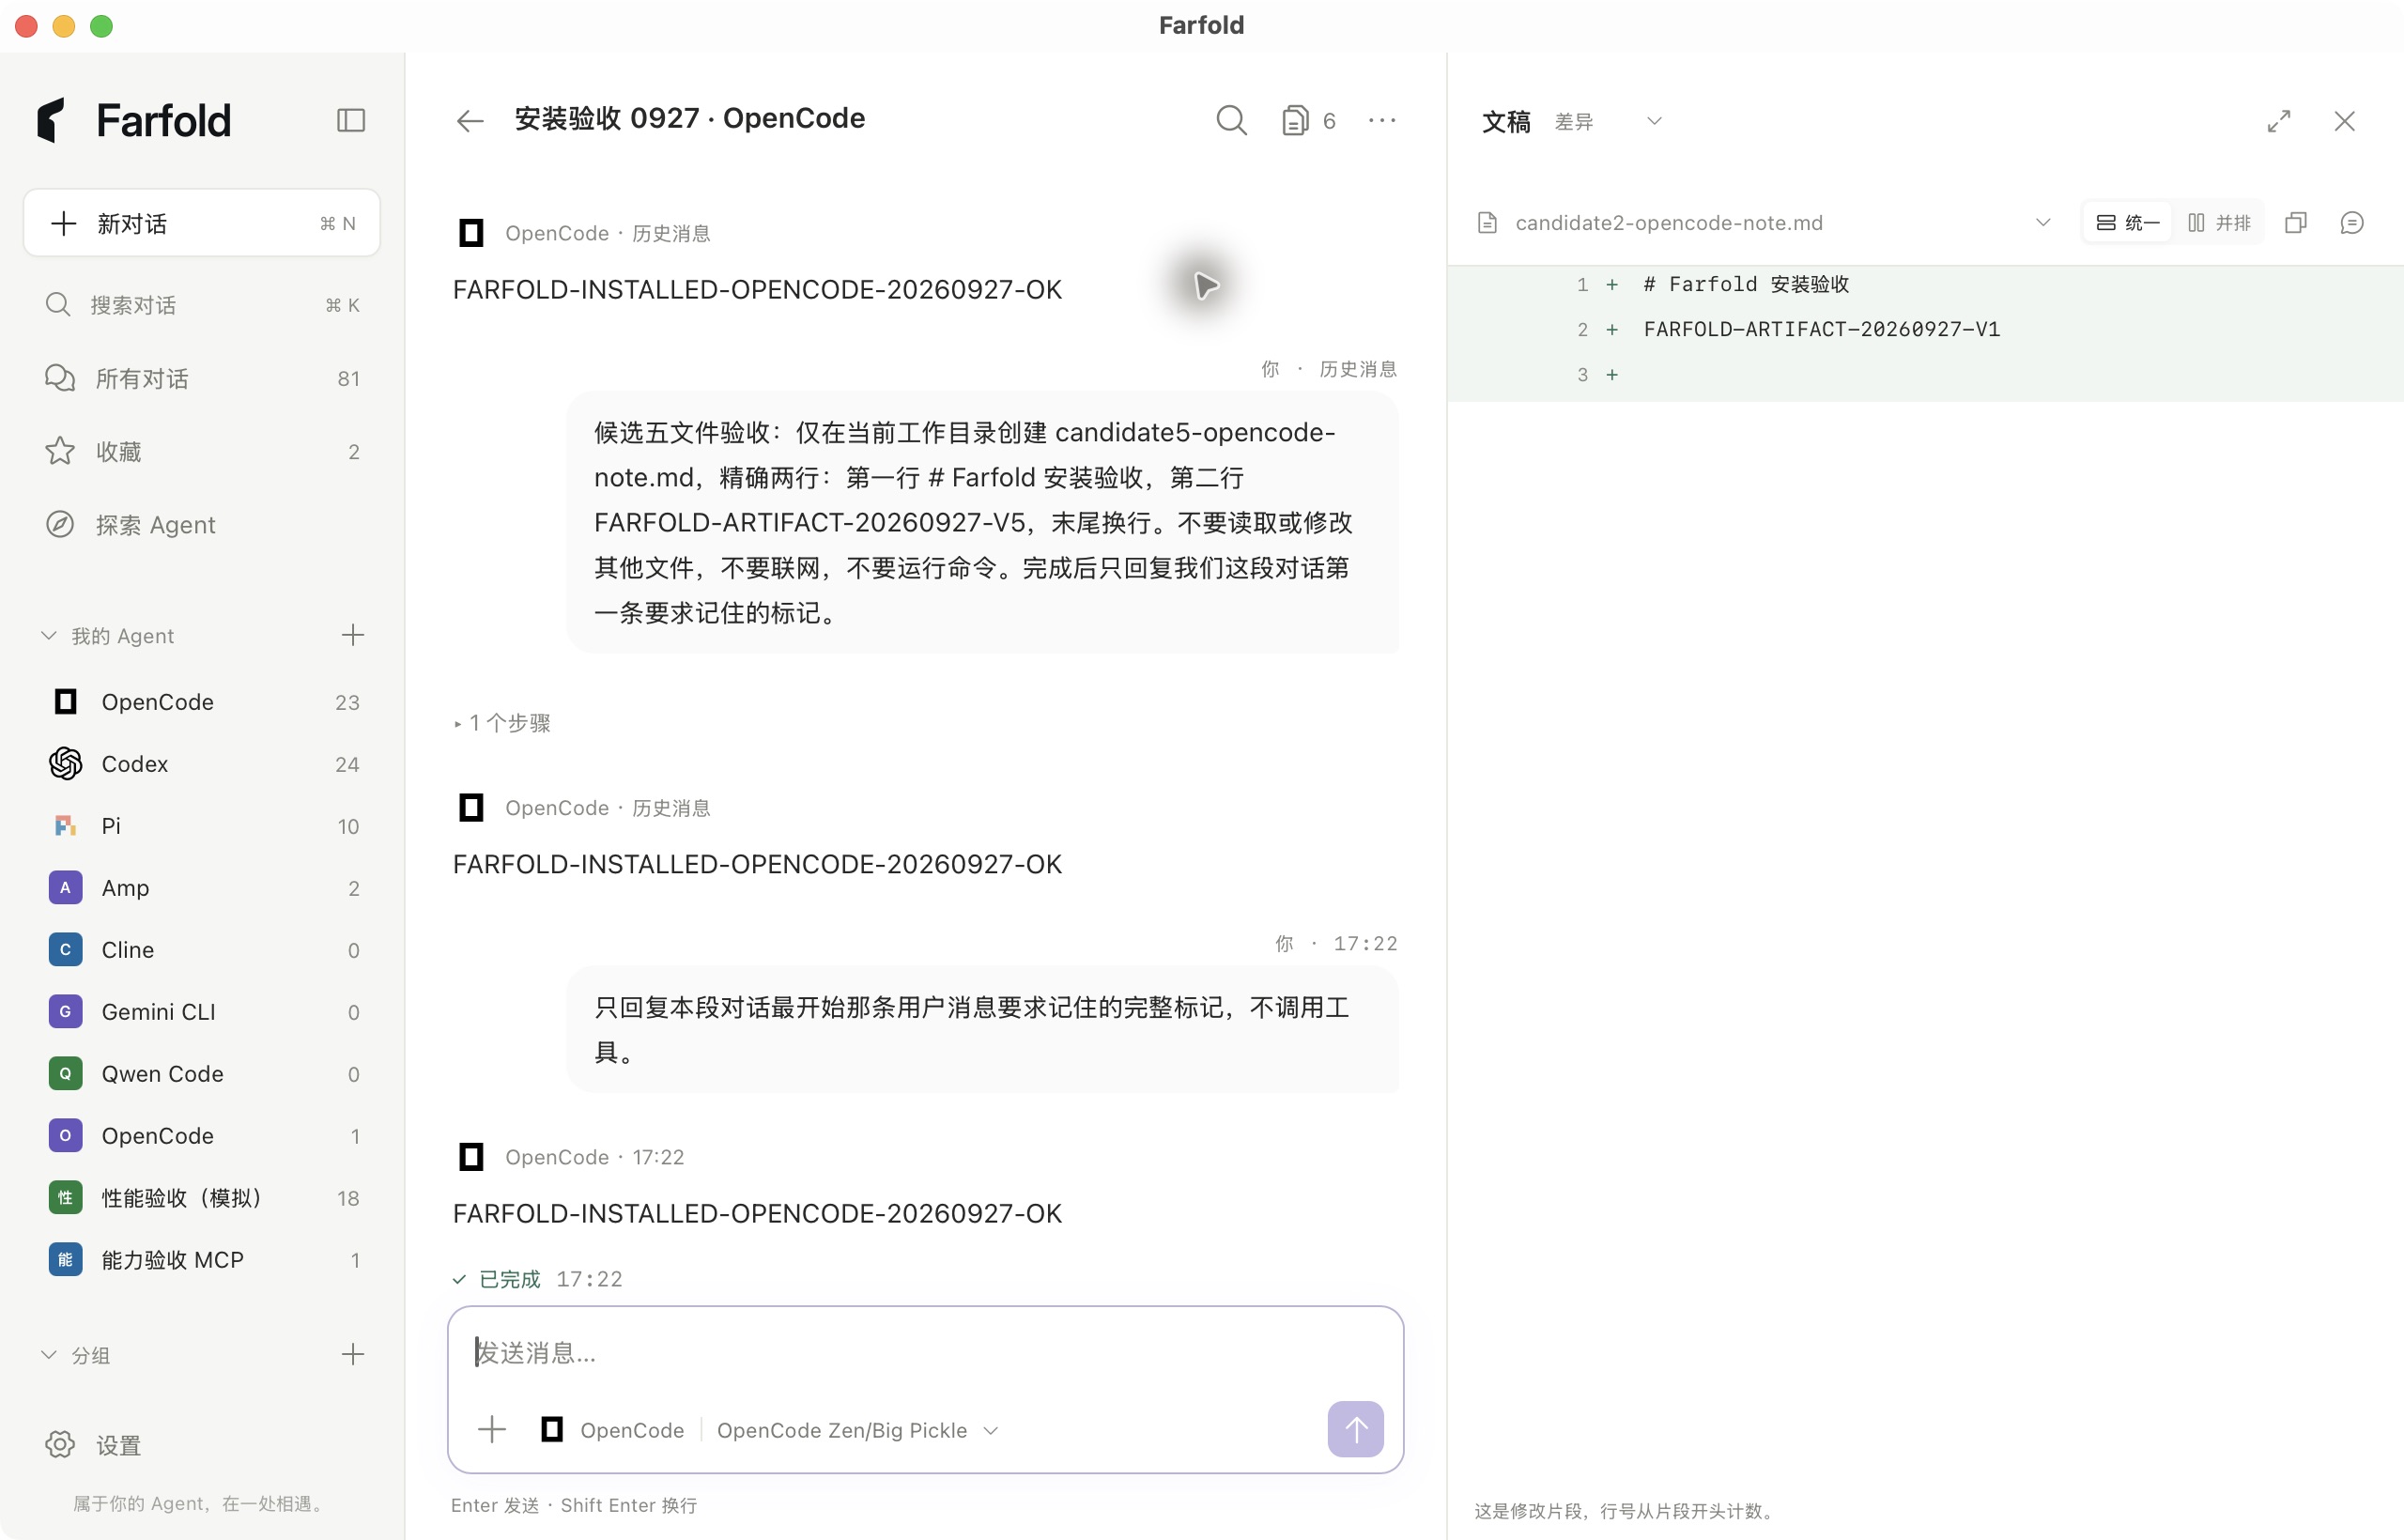 Farfold
Farfold
新对话
⌘ N
搜索对话
⌘ K
所有对话
81
收藏
2
探索 Agent
我的 Agent
OpenCode
23
Codex
24
Pi
10
A
Amp
2
C
Cline
0
G
Gemini CLI
0
Q
Qwen Code
0
O
OpenCode
1
性
性能验收（模拟）
18
能
能力验收 MCP
1
分组
设置
属于你的 Agent，在一处相遇。
安装验收 0927 · OpenCode
6
OpenCode · 历史消息
FARFOLD-INSTALLED-OPENCODE-20260927-OK
你 · 历史消息
候选五文件验收：仅在当前工作目录创建 candidate5-opencode-
note.md，精确两行：第一行 # Farfold 安装验收，第二行
FARFOLD-ARTIFACT-20260927-V5，末尾换行。不要读取或修改
其他文件，不要联网，不要运行命令。完成后只回复我们这段对话第
一条要求记住的标记。
1 个步骤
OpenCode · 历史消息
FARFOLD-INSTALLED-OPENCODE-20260927-OK
你 · 17:22
只回复本段对话最开始那条用户消息要求记住的完整标记，不调用工
具。
OpenCode · 17:22
FARFOLD-INSTALLED-OPENCODE-20260927-OK
已完成 17:22
发送消息...
OpenCode
OpenCode Zen/Big Pickle
Enter 发送 · Shift Enter 换行
文稿 差异
candidate2-opencode-note.md
统一
并排
1 + # Farfold 安装验收
2 + FARFOLD-ARTIFACT-20260927-V1
3 +
这是修改片段，行号从片段开头计数。